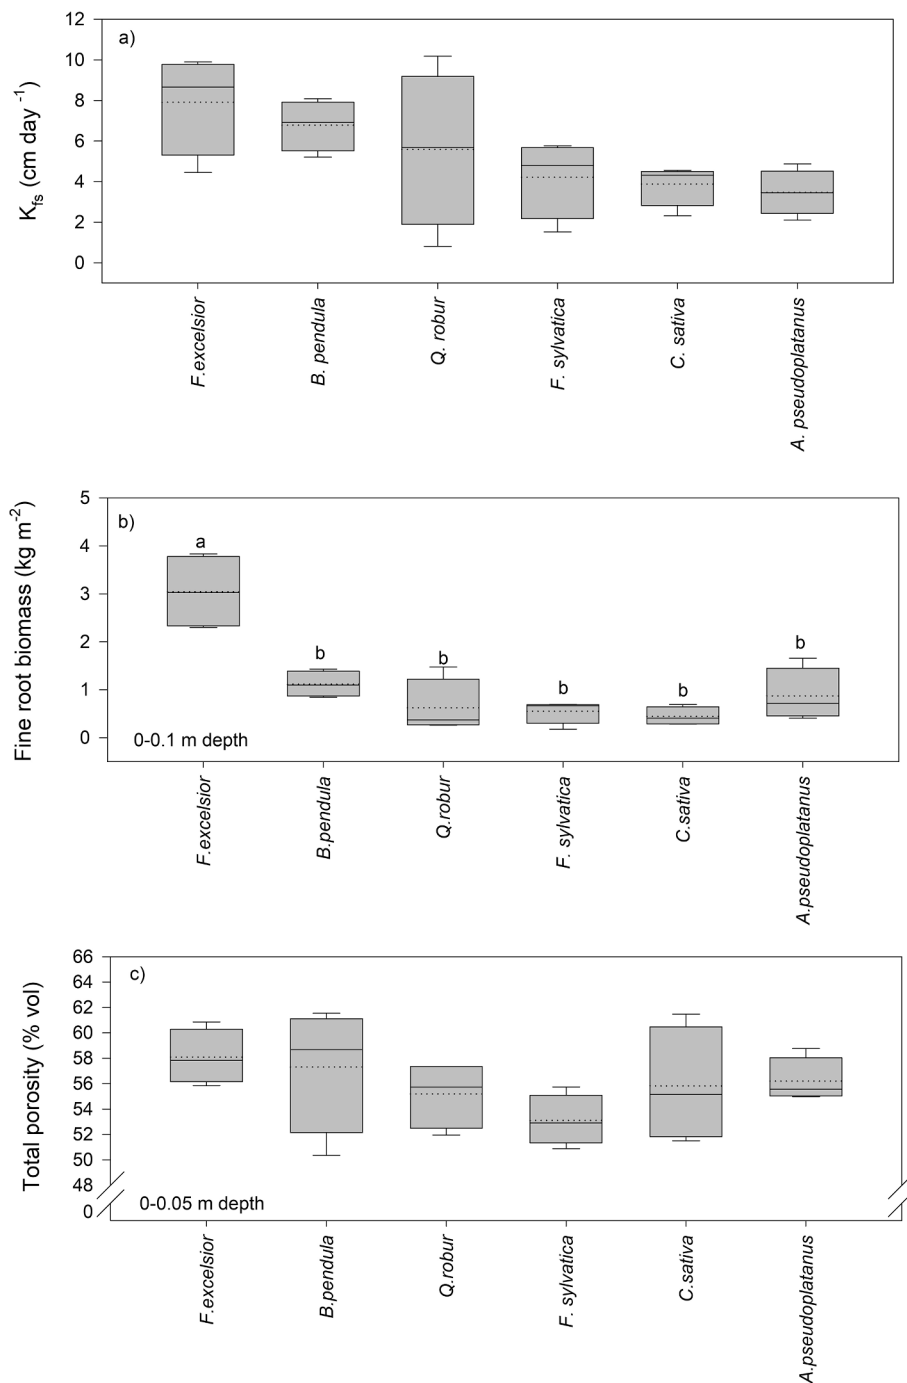 a)
K_fs (cm day ⁻¹)
12
10
8
6
4
2
0
F.excelsior
B. pendula
Q. robur
F. sylvatica
C. sativa
A. pseudoplatanus
b)
Fine root biomass (kg m⁻²)
5
4
3
2
1
0
a
b
b
b
b
b
0-0.1 m depth
F.excelsior
B.pendula
Q.robur
F. sylvatica
C.sativa
A.pseudoplatanus
c)
Total porosity (% vol)
66
64
62
60
58
56
54
52
50
48
0
0-0.05 m depth
F.excelsior
B.pendula
Q.robur
F. sylvatica
C.sativa
A.pseudoplatanus